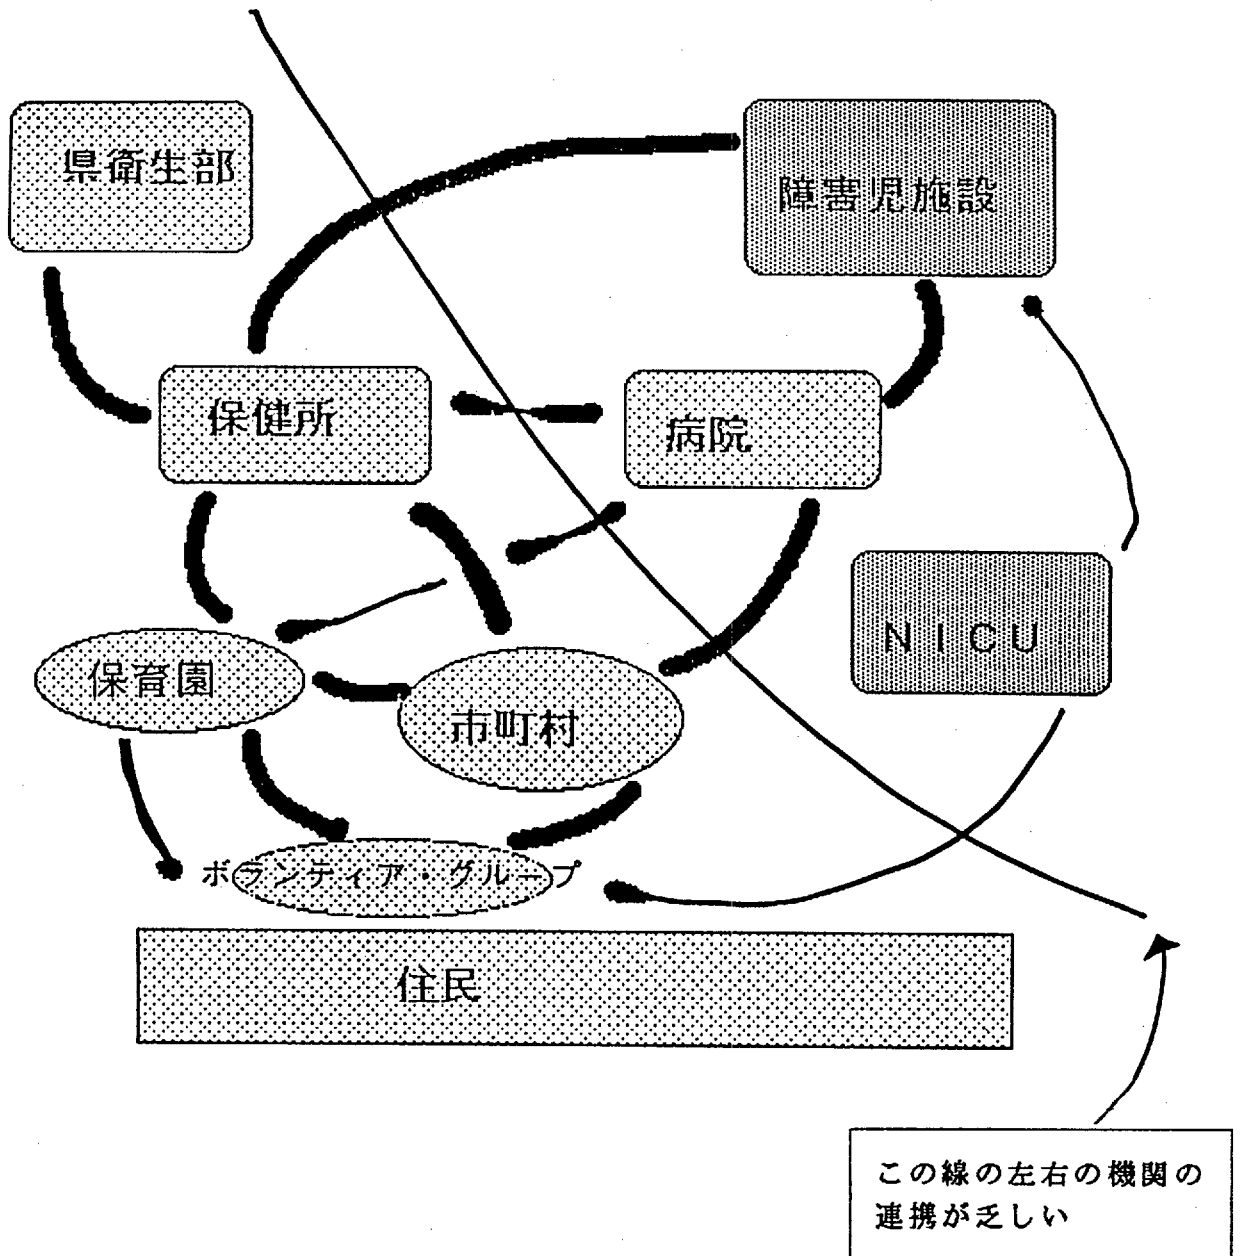 県衛生部
障害児施設
保健所
病院
NICU
保育園
市町村
ボランティア・グループ
住民
この線の左右の機関の
連携が乏しい